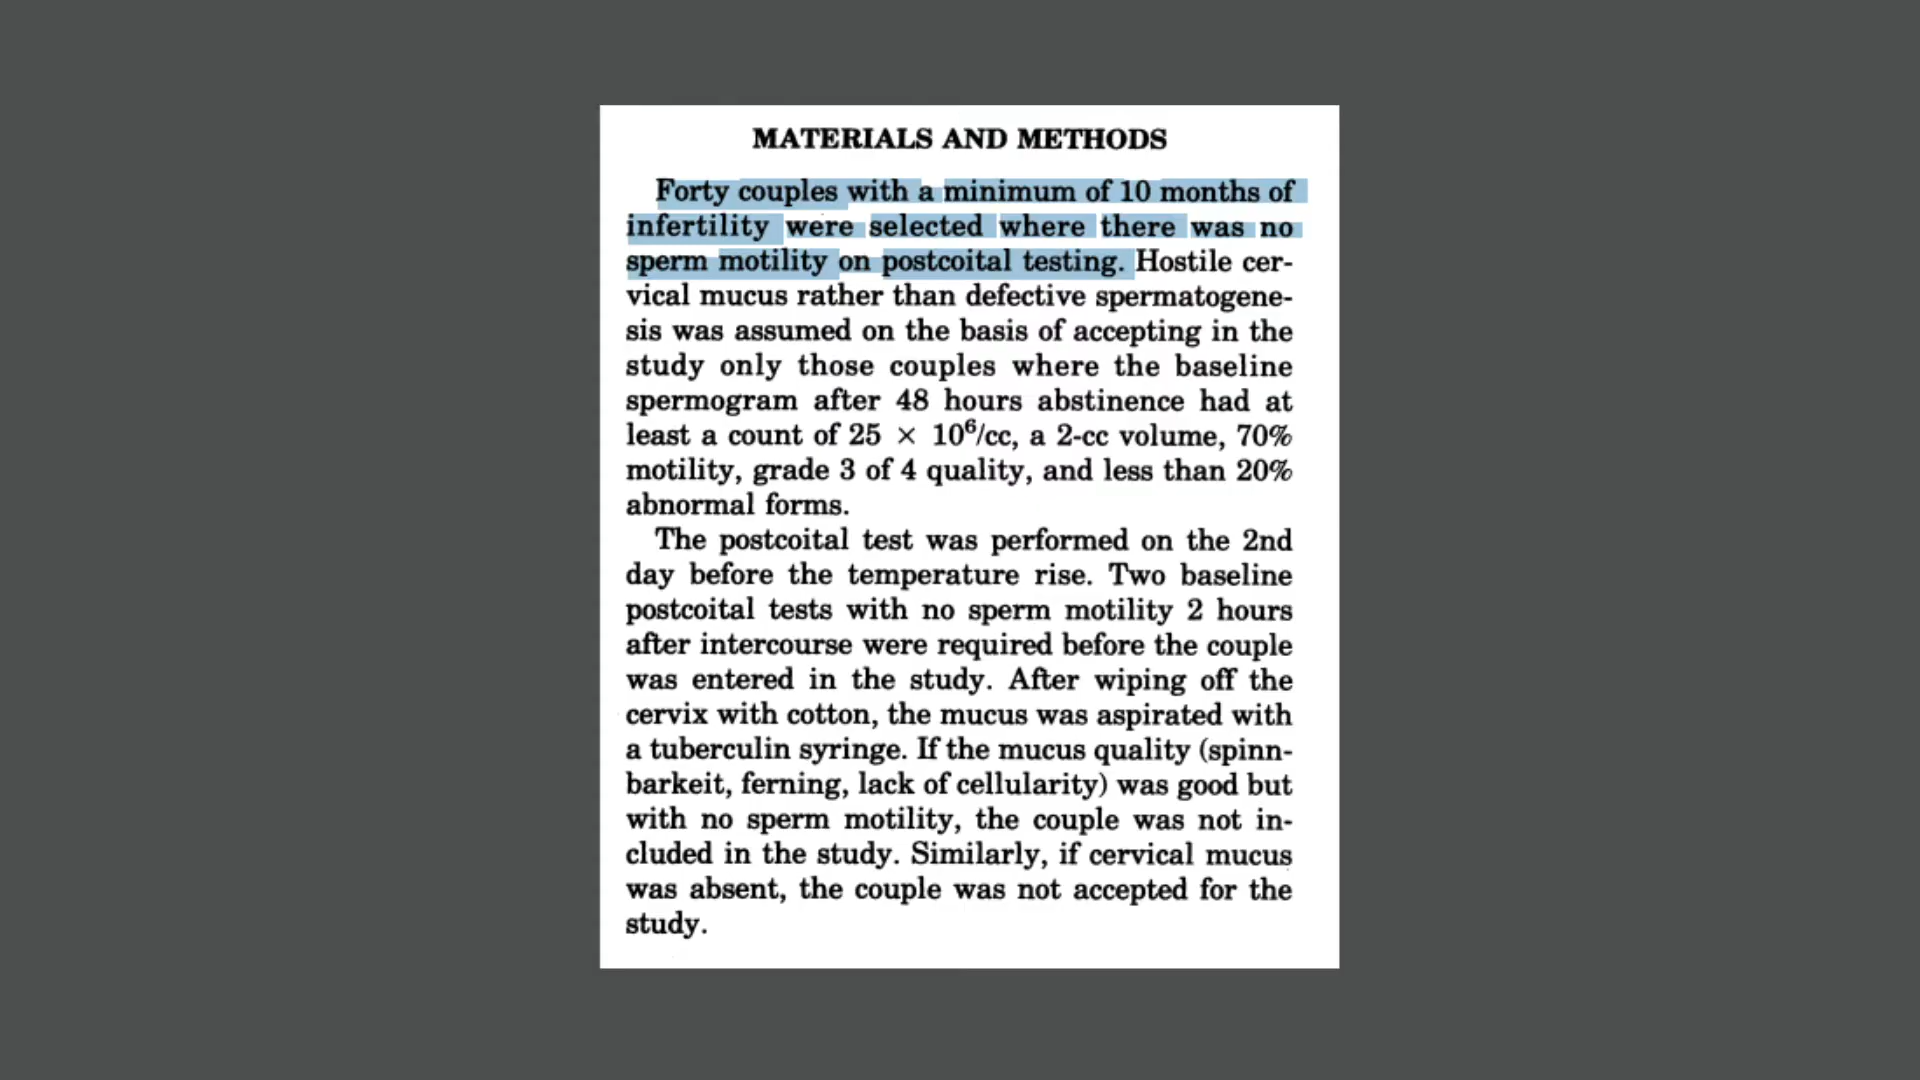 MATERIALS AND METHODS
Forty couples with a minimum of 10 months of
infertility were selected where there was no
sperm motility on postcoital testing. Hostile cer-
vical mucus rather than defective spermatogene-
sis was assumed on the basis of accepting in the
study only those couples where the baseline
spermogram after 48 hours abstinence had at
least a count of 25 × 10⁶/cc, a 2-cc volume, 70%
motility, grade 3 of 4 quality, and less than 20%
abnormal forms.
The postcoital test was performed on the 2nd
day before the temperature rise. Two baseline
postcoital tests with no sperm motility 2 hours
after intercourse were required before the couple
was entered in the study. After wiping off the
cervix with cotton, the mucus was aspirated with
a tuberculin syringe. If the mucus quality (spinn-
barkeit, ferning, lack of cellularity) was good but
with no sperm motility, the couple was not in-
cluded in the study. Similarly, if cervical mucus
was absent, the couple was not accepted for the
study.